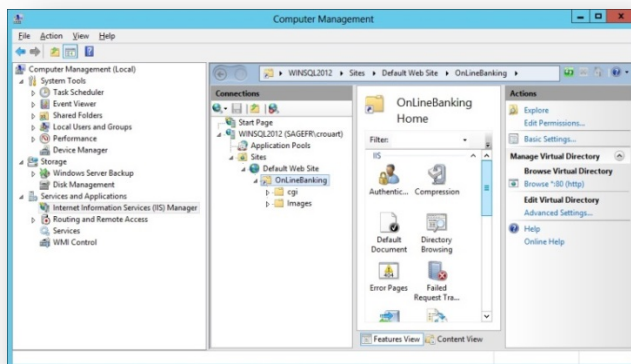 Computer Management
File Action View Help
Computer Management (Local)
System Tools
Task Scheduler
Event Viewer
Shared Folders
Local Users and Groups
Performance
Device Manager
Storage
Windows Server Backup
Disk Management
Services and Applications
Internet Information Services (IIS) Manager
Routing and Remote Access
Services
WMI Control
WINSQL2012 Sites Default Web Site OnLineBanking
Connections
Start Page
WINSQL2012 (SAGEFR\crouart)
Application Pools
Sites
Default Web Site
OnLineBanking
cgi
Images
OnLineBanking
Home
Filter:
IIS
Authentic... Compression
Default Document
Directory Browsing
Error Pages
Failed Request Tra...
Features View Content View
Actions
Explore
Edit Permissions...
Basic Settings...
Manage Virtual Directory
Browse Virtual Directory
Browse *:80 (http)
Edit Virtual Directory
Advanced Settings...
Help
Online Help